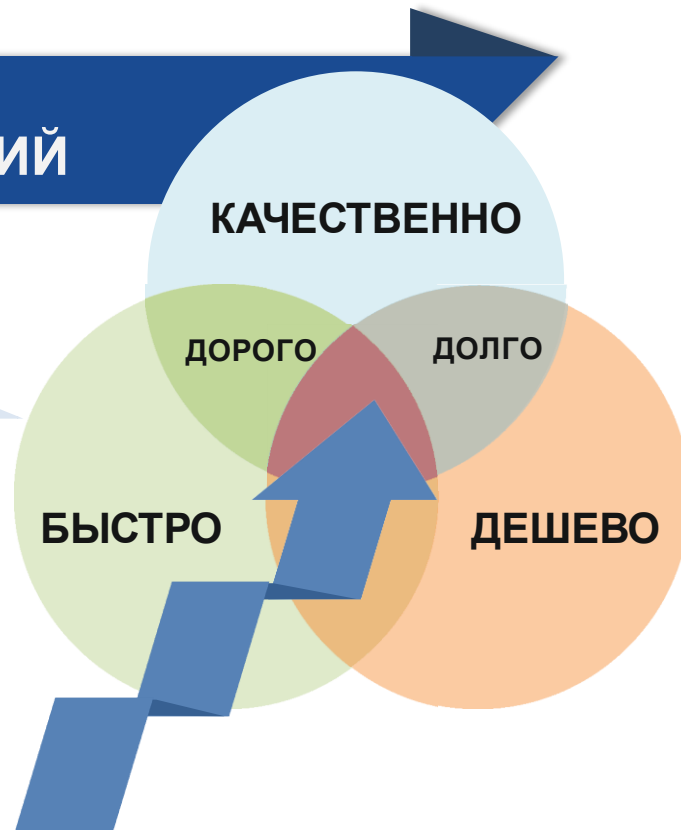 ИЙ
КАЧЕСТВЕННО
ДОРОГО
ДОЛГО
БЫСТРО
ДЕШЕВО